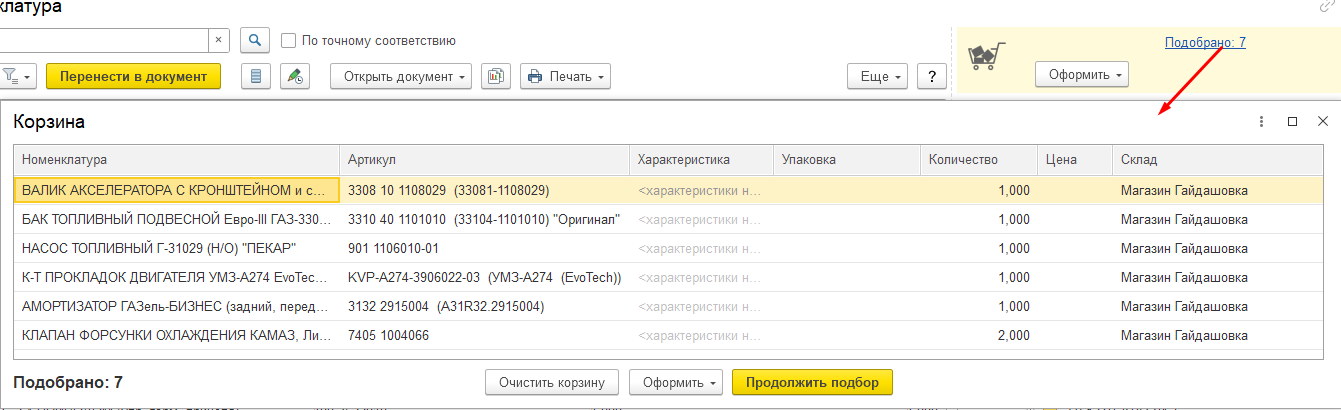 клатура
× По точному соответствию
Подобрано: 7
Перенести в документ Открыть документ Печать Еще ? Оформить
Корзина
Номенклатура Артикул Характеристика Упаковка Количество Цена Склад
ВАЛИК АКСЕЛЕРАТОРА С КРОНШТЕЙНОМ и с... 3308 10 1108029 (33081-1108029) <характеристики н... 1,000 Магазин Гайдашовка
БАК ТОПЛИВНЫЙ ПОДВЕСНОЙ Евро-III ГАЗ-330... 3310 40 1101010 (33104-1101010) "Оригинал" <характеристики н... 1,000 Магазин Гайдашовка
НАСОС ТОПЛИВНЫЙ Г-31029 (Н/О) "ПЕКАР" 901 1106010-01 <характеристики н... 1,000 Магазин Гайдашовка
К-Т ПРОКЛАДОК ДВИГАТЕЛЯ УМЗ-А274 EvoTec... KVP-A274-3906022-03 (УМЗ-А274 (EvoTech)) <характеристики н... 1,000 Магазин Гайдашовка
АМОРТИЗАТОР ГАЗель-БИЗНЕС (задний, перед... 3132 2915004 (А31R32.2915004) <характеристики н... 1,000 Магазин Гайдашовка
КЛАПАН ФОРСУНКИ ОХЛАЖДЕНИЯ КАМАЗ, Ли... 7405 1004066 <характеристики н... 2,000 Магазин Гайдашовка
Подобрано: 7 Очистить корзину Оформить Продолжить подбор